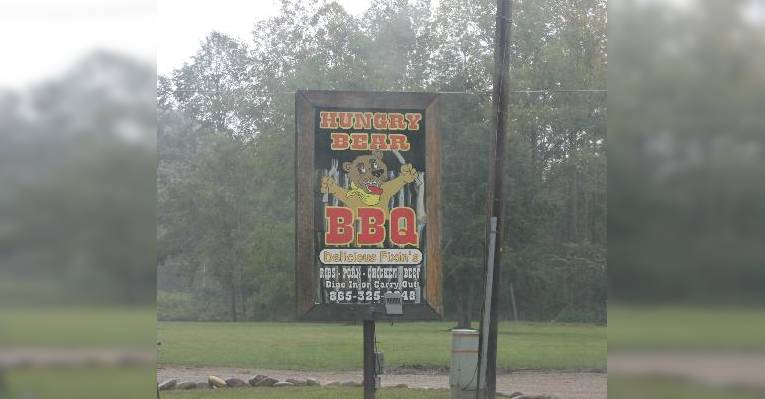 HUNGRY
BEAR
BBQ
Delicious Fixin's
RIBS - PORK - CHICKEN - BEEF
Dine In or Carry Out